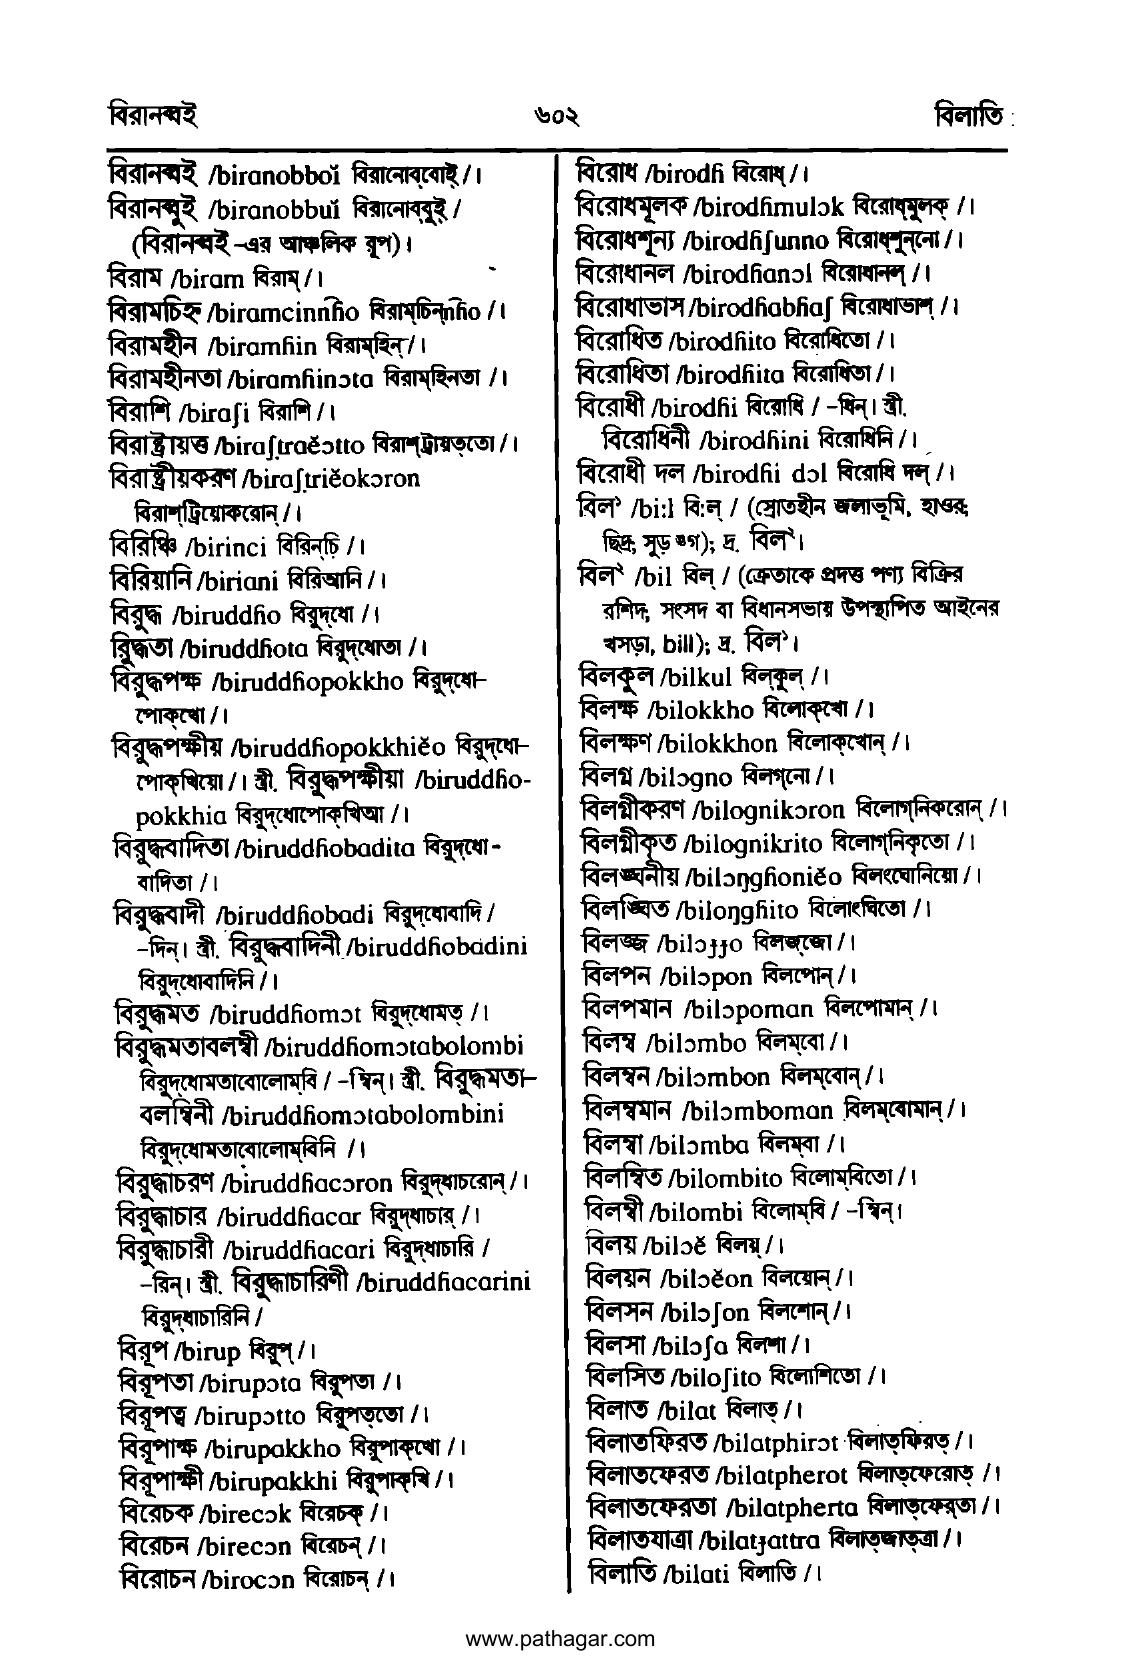 বিরানব্বই ৬০২ বিলাতি
বিরানব্বই /biranobboĭ বিরানোব্‌বোই্ /।
বিরানব্বুই /biranobbuĭ বিরানোব্‌বুই্ /
(বিরানব্বই –এর আঞ্চলিক রূপ)।
বিরাম /biram বিরাম্ /।
বিরামচিহ্ন /biramcinnɦo বিরাম্‌চিন্‌nɦo /।
বিরামহীন /biramɦin বিরাম্‌হিন্ /।
বিরামহীনতা /biramɦinɔta বিরাম্‌হিনতা /।
বিরাশি /biraʃi বিরাশি /।
বিরাষ্ট্রায়ত্ত /biraʃṭraĕɔtto বিরাশ্‌ট্রায়ত্‌তো /।
বিরাষ্ট্রীয়করণ /biraʃṭriĕokɔron
বিরাশ্‌ট্রিয়োকরোন্ /।
বিরিঞ্চি /birinci বিরিন্‌চি /।
বিরিয়ানি /biriani বিরিআনি /।
বিরুদ্ধ /biruddɦo বিরুদ্‌ধো /।
বিরুদ্ধতা /biruddɦota বিরুদ্‌ধোতা /।
বিরুদ্ধপক্ষ /biruddɦopokkho বিরুদ্‌ধো–
পোক্‌খো /।
বিরুদ্ধপক্ষীয় /biruddɦopokkhiĕo বিরুদ্‌ধো–
পোক্‌খিয়ো /। স্ত্রী. বিরুদ্ধপক্ষীয়া /biruddɦo-
pokkhia বিরুদ্‌ধোপোক্‌খিআ /।
বিরুদ্ধবাদিতা /biruddɦobadita বিরুদ্‌ধো-
বাদিতা /।
বিরুদ্ধবাদী /biruddɦobadi বিরুদ্‌ধোবাদি /
–দিন্। স্ত্রী. বিরুদ্ধবাদিনী /biruddɦobadini
বিরুদ্‌ধোবাদিনি /।
বিরুদ্ধমত /biruddɦomɔt বিরুদ্‌ধোমত্ /।
বিরুদ্ধমতাবলম্বী /biruddɦomɔtabolombi
বিরুদ্‌ধোমতাবোলোম্‌বি / –ম্বিন্। স্ত্রী. বিরুদ্ধমতা–
বলম্বিনী /biruddɦomɔtabolombini
বিরুদ্‌ধোমতাবোলোম্‌বিনি /।
বিরুদ্ধাচরণ /biruddɦacɔron বিরুদ্‌ধাচরোন্ /।
বিরুদ্ধাচার /biruddɦacar বিরুদ্‌ধাচার্ /।
বিরুদ্ধাচারী /biruddɦacari বিরুদ্‌ধাচারি /
–রিন্। স্ত্রী. বিরুদ্ধাচারিণী /biruddɦacarini
বিরুদ্‌ধাচারিনি /
বিরূপ /birup বিরুপ্ /।
বিরূপতা /birupɔta বিরুপতা /।
বিরূপত্ব /birupɔtto বিরুপত্‌তো /।
বিরূপাক্ষ /birupakkho বিরুপাক্‌খো /।
বিরূপাক্ষী /birupakkhi বিরুপাক্‌খি /।
বিরেচক /birecɔk বিরেচক্ /।
বিরেচন /birecɔn বিরেচন্ /।
বিরোচন /birocɔn বিরোচন্ /।
বিরোধ /birodɦ বিরোধ্ /।
বিরোধমূলক /birodɦmulɔk বিরোধ্‌মুলক্ /।
বিরোধশূন্য /birodɦʃunno বিরোধ্‌শুন্‌নো /।
বিরোধানল /birodɦanɔl বিরোধানল্ /।
বিরোধাভাস /birodɦabɦaʃ বিরোধাভাশ্ /।
বিরোধিত /birodɦito বিরোধিতো /।
বিরোধিতা /birodɦita বিরোধিতা /।
বিরোধী /birodɦi বিরোধি / –ধিন্। স্ত্রী.
বিরোধিনী /birodɦini বিরোধিনি /।
বিরোধী দল /birodɦi dɔl বিরোধি দল্ /।
বিল১ /bi:l বি:ল্ / (স্রোতহীন জলাভূমি, হাওর;
ছিদ্র; সুড়ঙ্গ); দ্র. বিল২।
বিল২ /bil বিল্ / (ক্রেতাকে প্রদত্ত পণ্য বিক্রির
রশিদ; সংসদ বা বিধানসভায় উপস্থাপিত আইনের
খসড়া, bill); দ্র. বিল১।
বিলকুল /bilkul বিল্‌কুল্ /।
বিলক্ষ /bilokkho বিলোক্‌খো /।
বিলক্ষণ /bilokkhon বিলোক্‌খোন্ /।
বিলগ্ন /bilɔgno বিলগ্‌নো /।
বিলগ্নীকরণ /bilognikɔron বিলোগ্‌নিকরোন্ /।
বিলগ্নীকৃত /bilognikrito বিলোগ্‌নিকৃতো /।
বিলঙ্ঘনীয় /bilɔŋgɦoniĕo বিলংঘোনিয়ো /।
বিলঙ্ঘিত /biloŋgɦito বিলোংঘিতো /।
বিলজ্জ /bilɔɟɟo বিলজ্‌জো /।
বিলপন /bilɔpon বিলপোন্ /।
বিলপমান /bilɔpoman বিলপোমান্ /।
বিলম্ব /bilɔmbo বিলম্‌বো /।
বিলম্বন /bilɔmbon বিলম্‌বোন্ /।
বিলম্বমান /bilɔmboman বিলম্‌বোমান্ /।
বিলম্বা /bilɔmba বিলম্‌বা /।
বিলম্বিত /bilombito বিলোম্‌বিতো /।
বিলম্বী /bilombi বিলোম্‌বি / –ম্বিন্।
বিলয় /bilɔĕ বিলয়্ /।
বিলয়ন /bilɔĕon বিলয়োন্ /।
বিলসন /bilɔʃon বিলশোন্ /।
বিলসা /bilɔʃa বিলশা /।
বিলসিত /biloʃito বিলোশিতো /।
বিলাত /bilat বিলাত্ /।
বিলাতফিরত /bilatphirɔt বিলাত্‌ফিরত্ /।
বিলাতফেরত /bilatpherot বিলাত্‌ফেরোত্ /।
বিলাতফেরতা /bilatpherta বিলাত্‌ফের্‌তা /।
বিলাতযাত্রা /bilatɟattra বিলাত্‌জাত্‌ত্রা /।
বিলাতি /bilati বিলাতি /।
www.pathagar.com